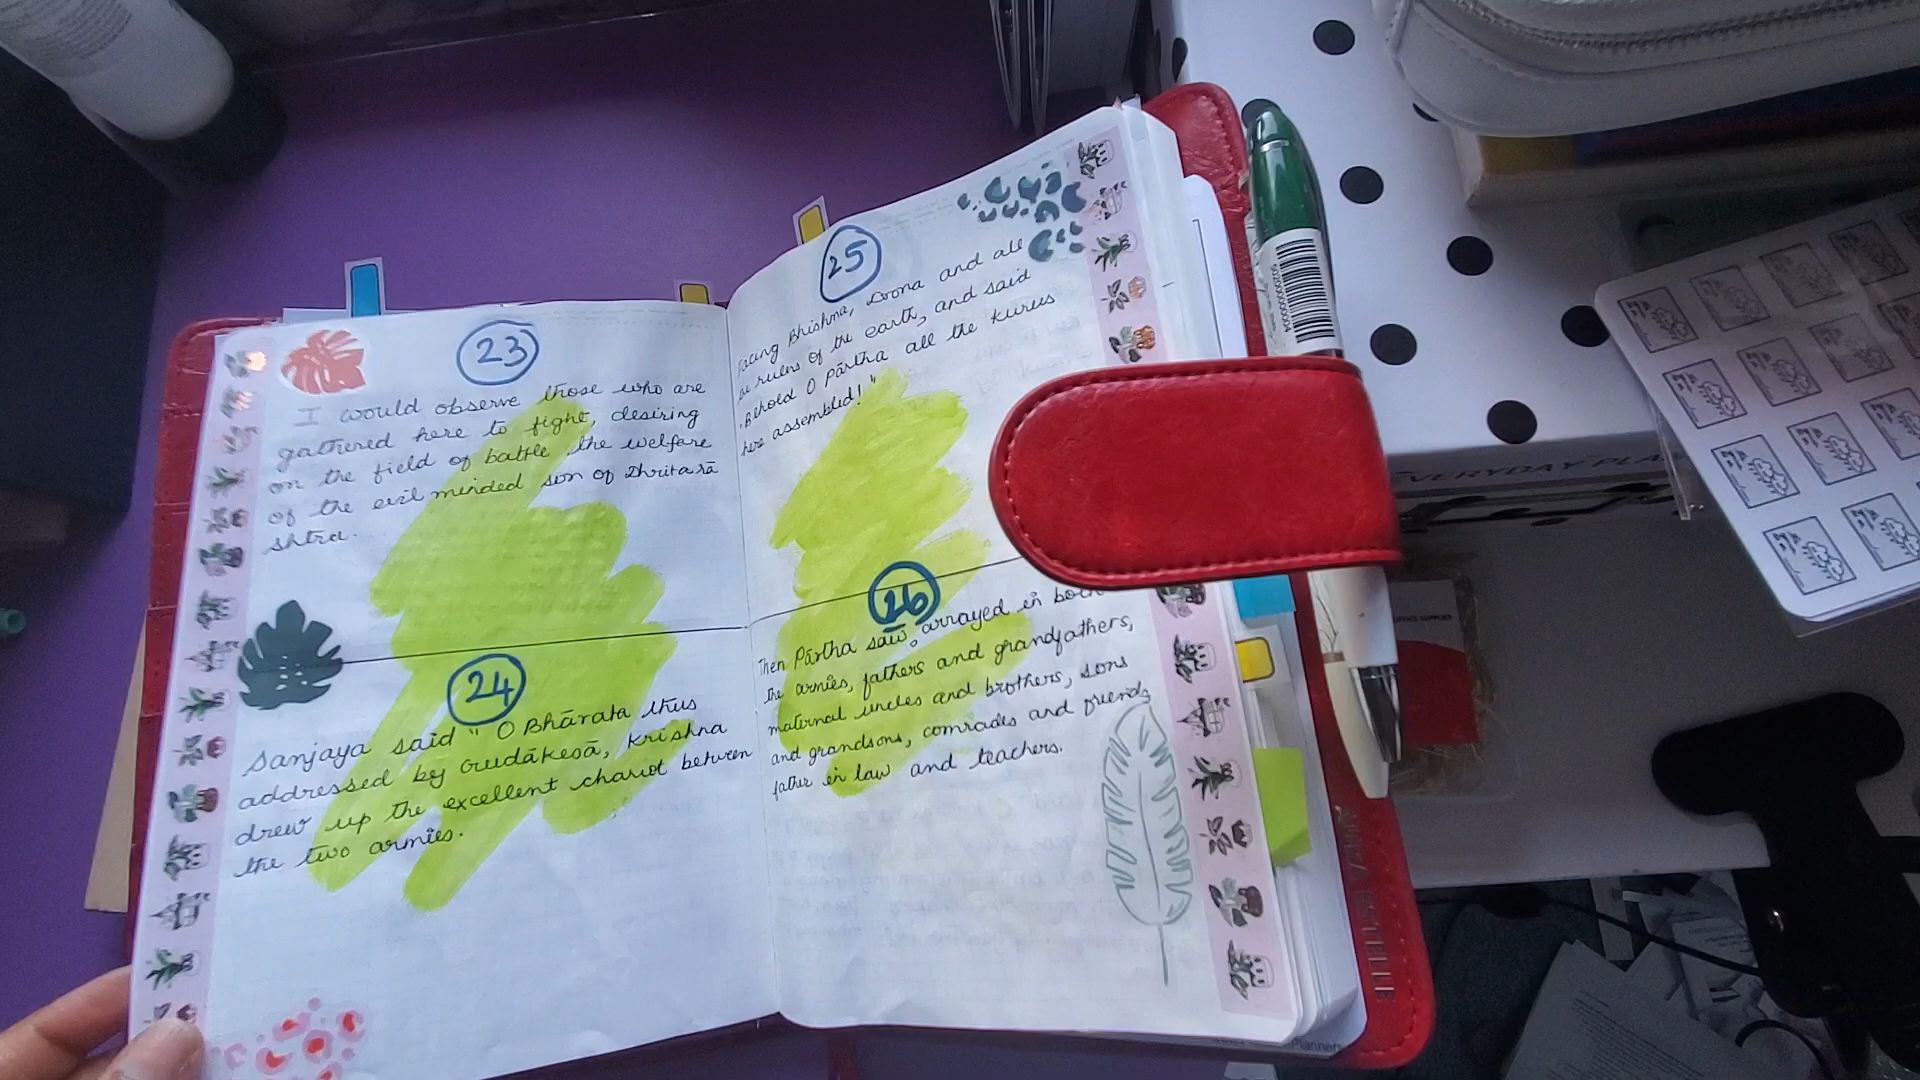 23
I would observe those who are
gathered here to fight, desiring
on the field of battle the welfare
of the evil minded son of Dhritarā
shtra.
24
Sanjaya said " O Bhārata thus
addressed by Gudākesā, Krishna
drew up the excellent chariot between
the two armies.
25
Facing Bhishma, Drona and all
rulers of the earth, and said
"Behold O Pārtha all the Kurus
here assembled!"
26
Then Pārtha saw arrayed in both
the armies, fathers and grandfathers,
maternal uncles and brothers, sons
and grandsons, comrades and friends
father in law and teachers.
EVERYDAY PLA